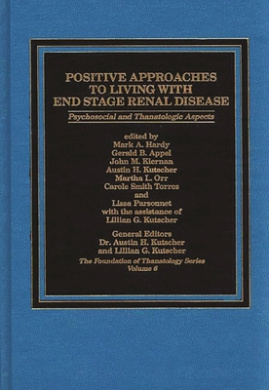 POSITIVE APPROACHES
TO LIVING WITH
END STAGE RENAL DISEASE
Psychosocial and Thanatologic Aspects
edited by
Mark A. Hardy
Gerald B. Appel
John M. Kiernan
Austin H. Kutscher
Martha L. Orr
Carole Smith Torres
and
Lissa Parsonnet
with the assistance of
Lillian G. Kutscher
General Editors
Dr. Austin H. Kutscher
and Lillian G. Kutscher
The Foundation of Thanatology Series
Volume 6